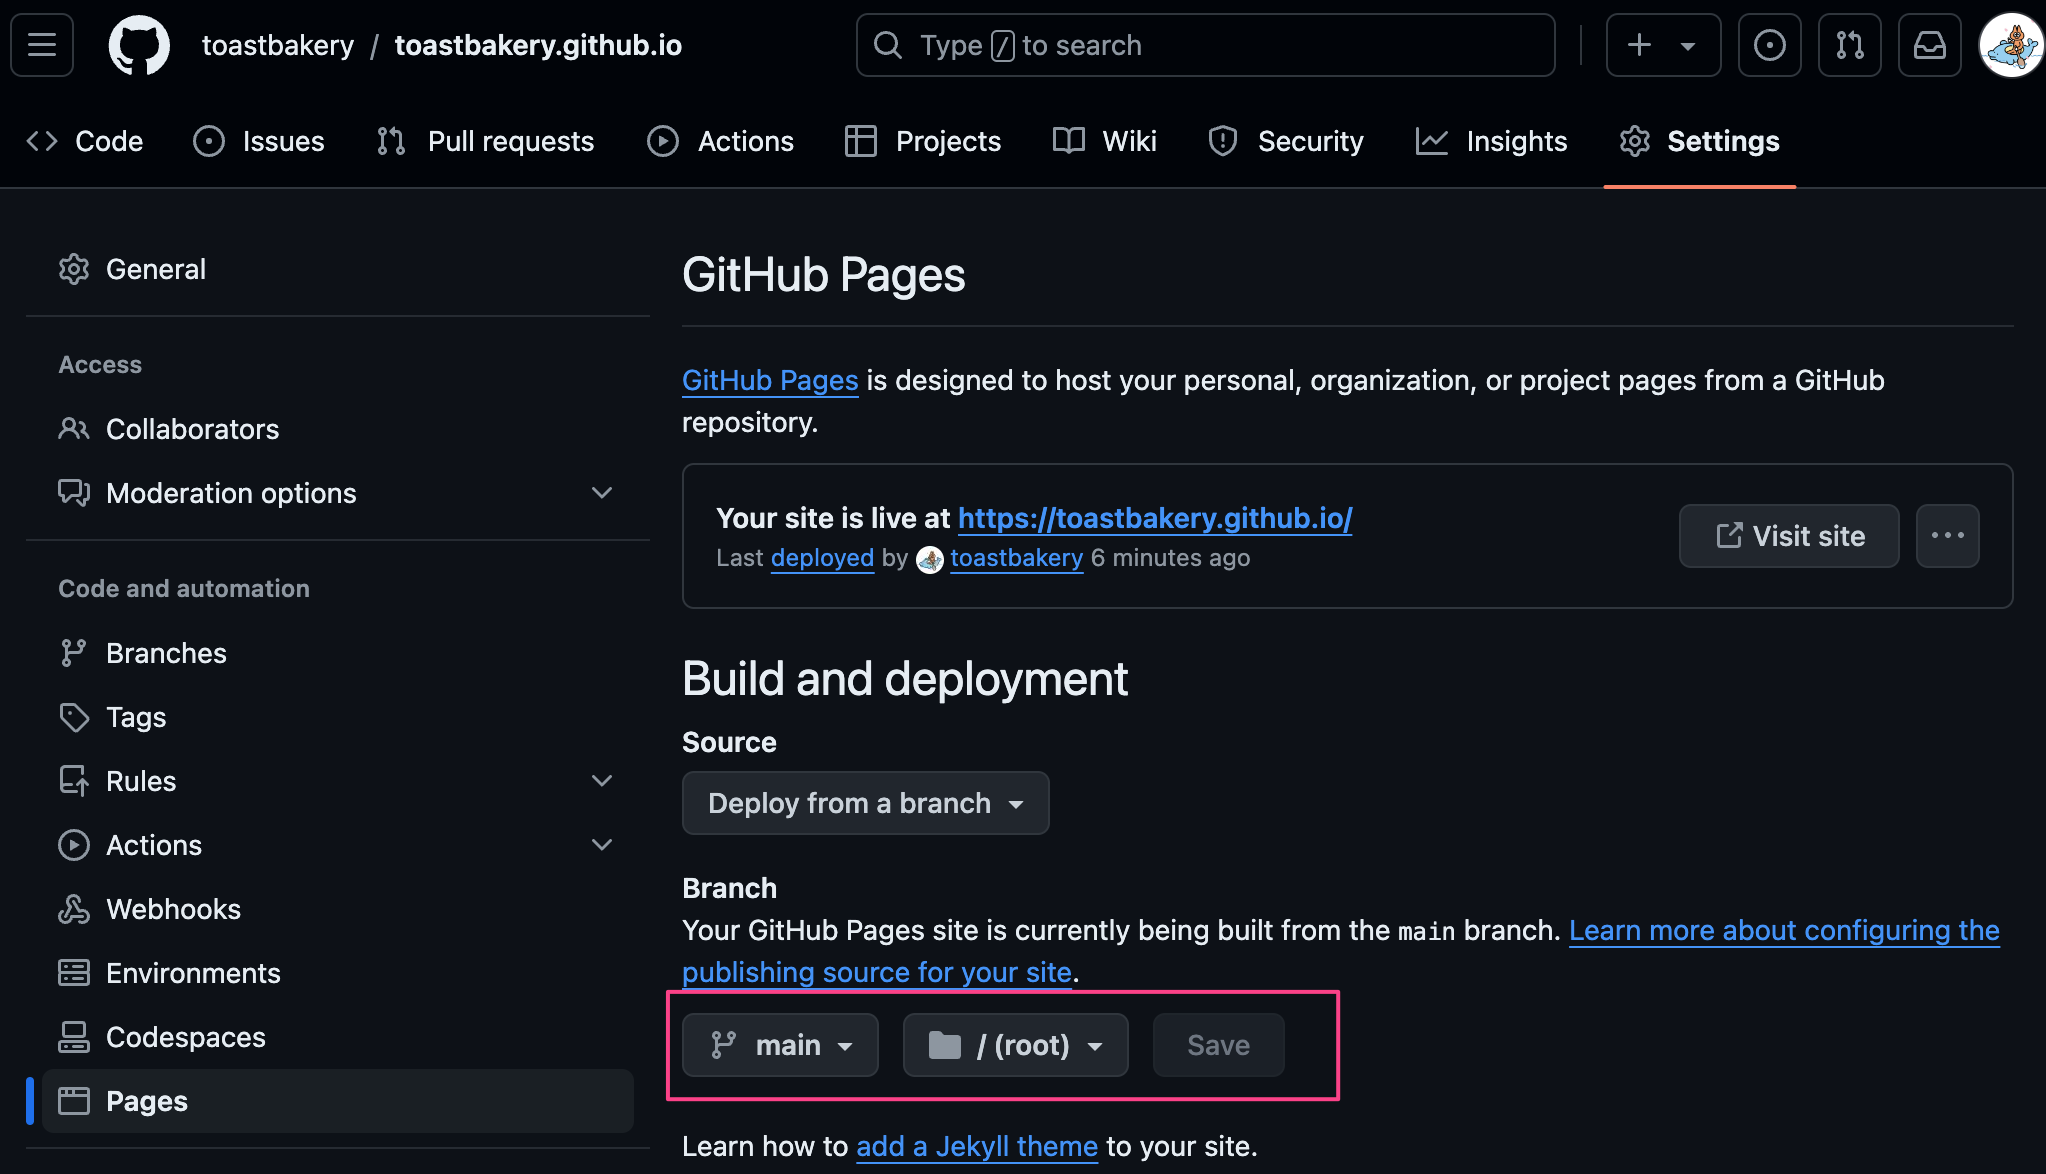 toastbakery / toastbakery.github.io
Type / to search
Code
Issues
Pull requests
Actions
Projects
Wiki
Security
Insights
Settings
General
Access
Collaborators
Moderation options
Code and automation
Branches
Tags
Rules
Actions
Webhooks
Environments
Codespaces
Pages
GitHub Pages
GitHub Pages is designed to host your personal, organization, or project pages from a GitHub
repository.
Your site is live at https://toastbakery.github.io/
Last deployed by toastbakery 6 minutes ago
Visit site
Build and deployment
Source
Deploy from a branch
Branch
Your GitHub Pages site is currently being built from the main branch. Learn more about configuring the
publishing source for your site.
main
/ (root)
Save
Learn how to add a Jekyll theme to your site.